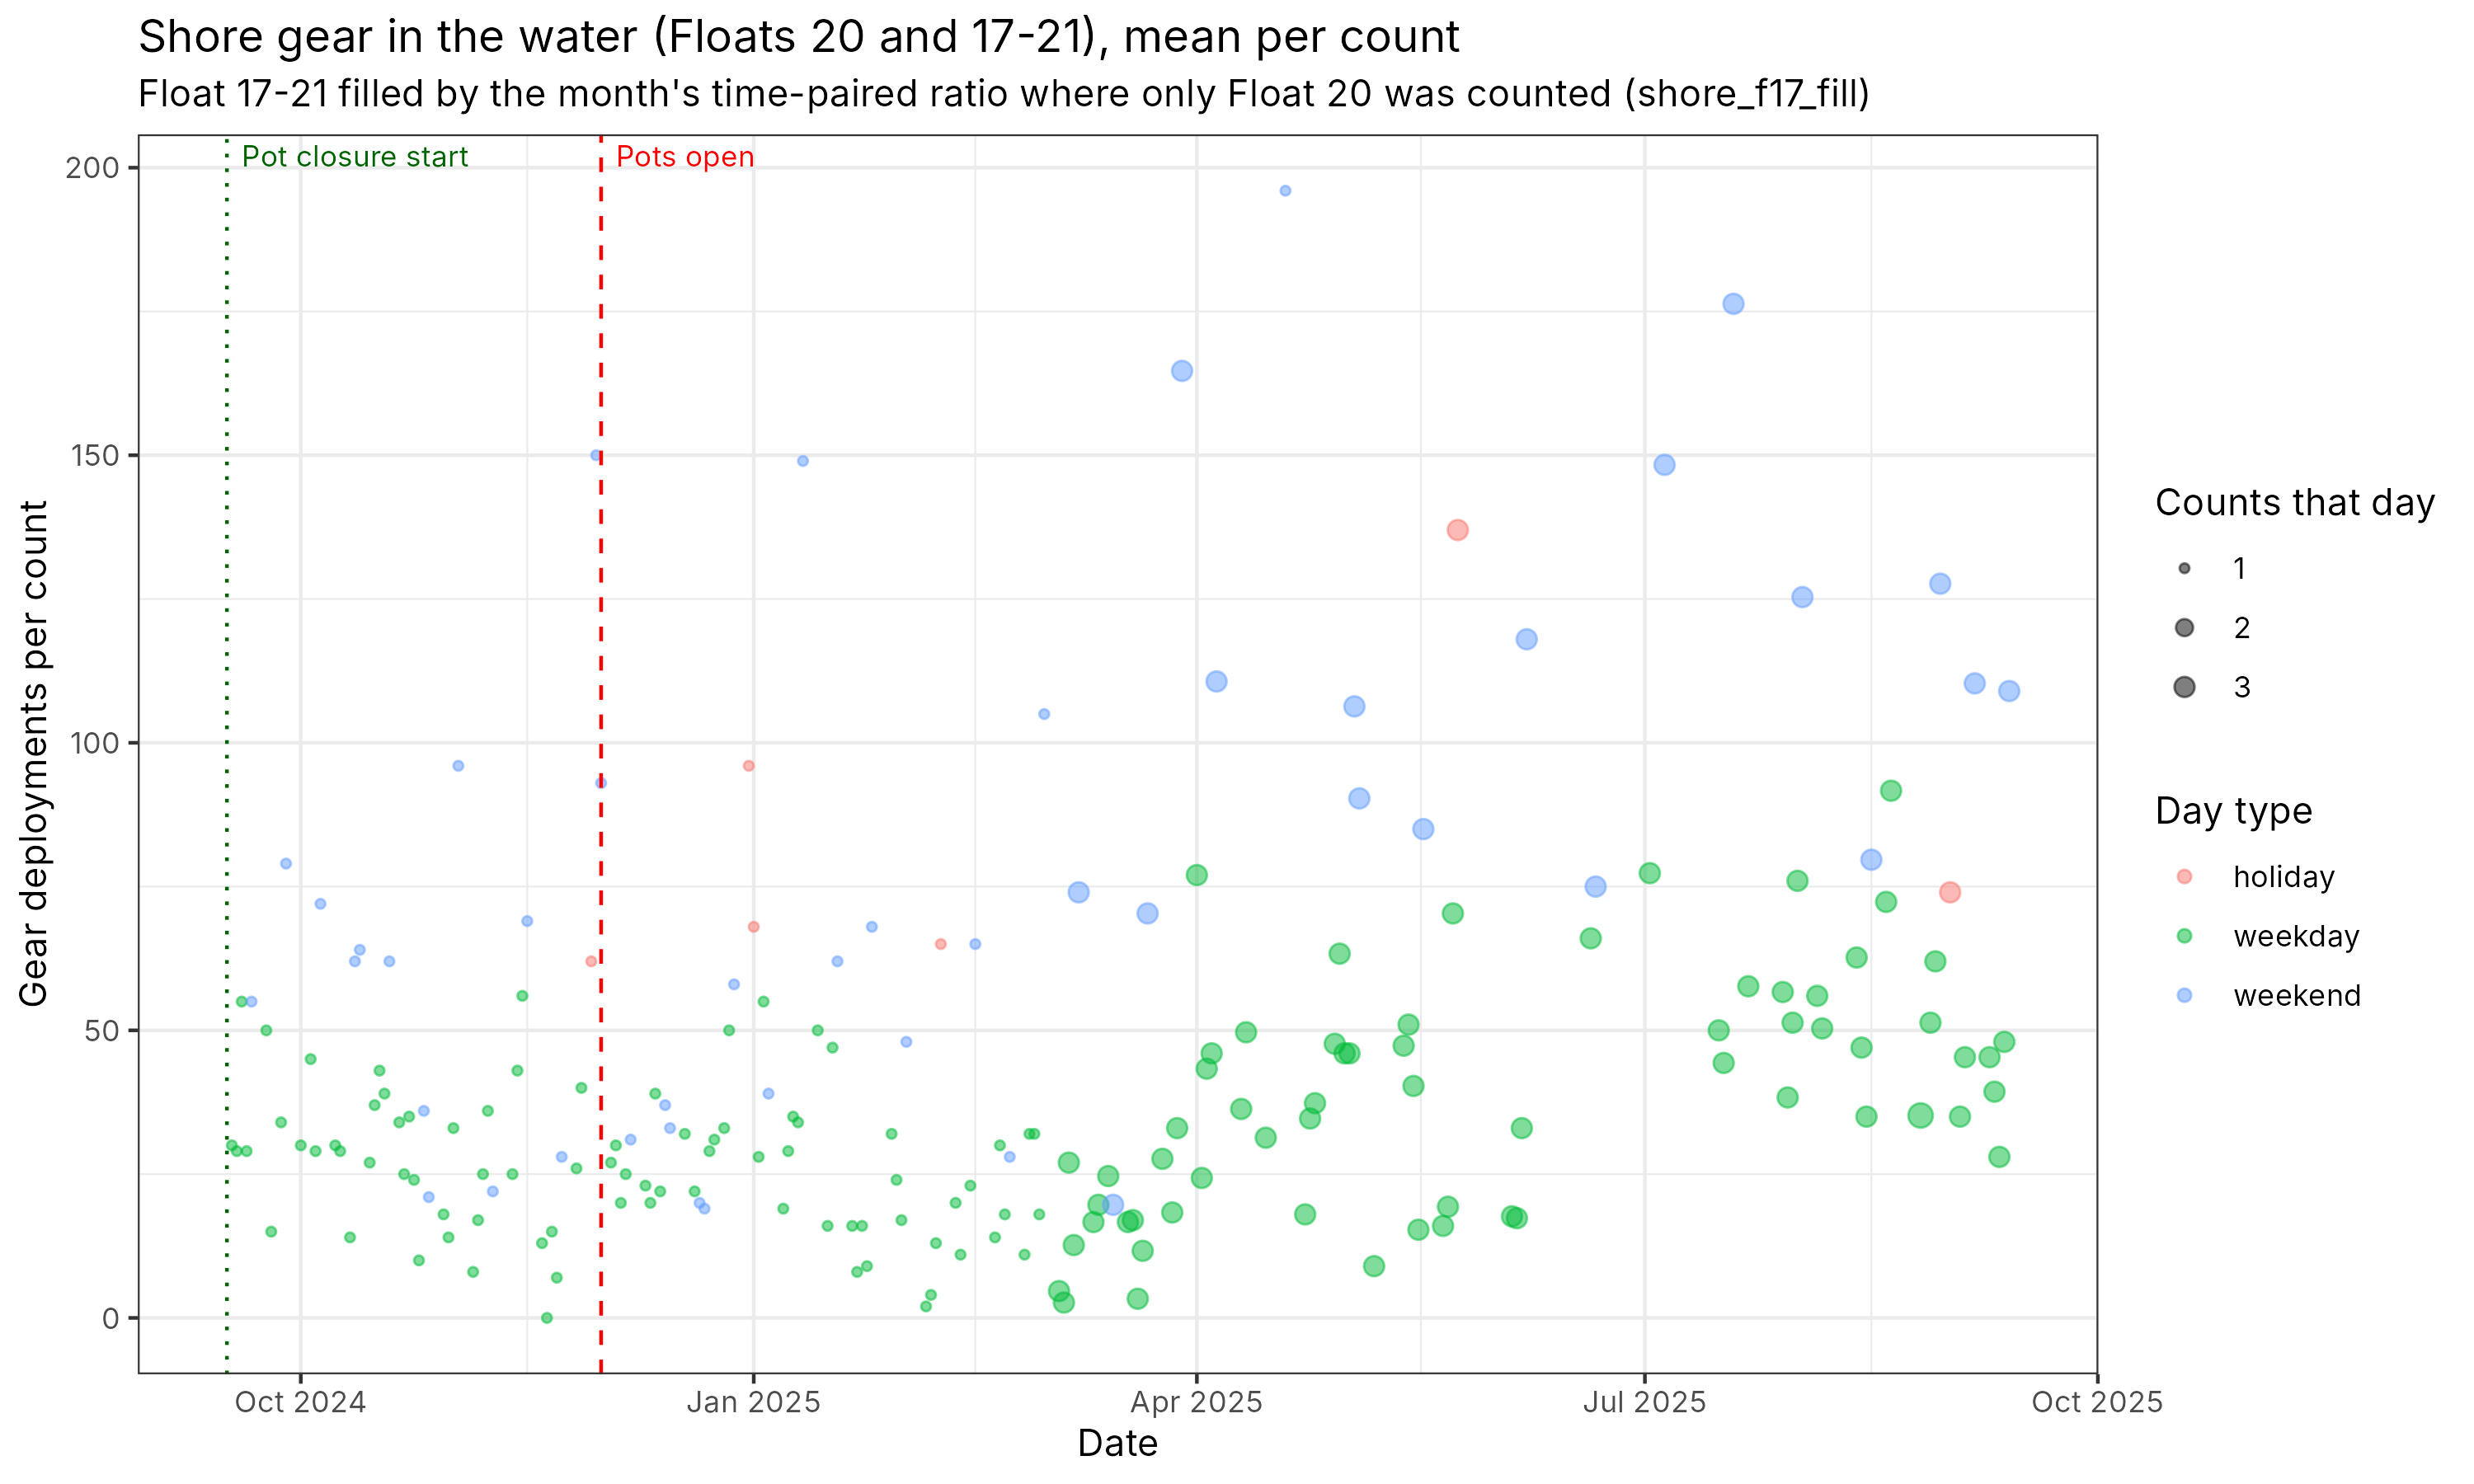 Shore gear in the water (Floats 20 and 17-21), mean per count
Float 17-21 filled by the month's time-paired ratio where only Float 20 was counted (shore_f17_fill)
Pot closure start
Pots open
200
150
100
50
0
Gear deployments per count
Oct 2024
Jan 2025
Apr 2025
Jul 2025
Oct 2025
Date
Counts that day
1
2
3
Day type
holiday
weekday
weekend